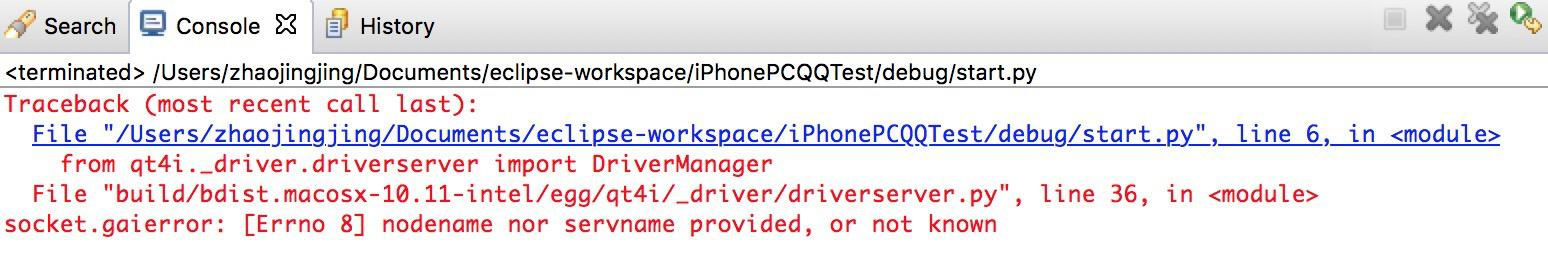 Search Console History
<terminated> /Users/zhaojingjing/Documents/eclipse-workspace/iPhonePCQQTest/debug/start.py
Traceback (most recent call last):
File "/Users/zhaojingjing/Documents/eclipse-workspace/iPhonePCQQTest/debug/start.py", line 6, in <module>
from qt4i._driver.driverserver import DriverManager
File "build/bdist.macosx-10.11-intel/egg/qt4i/_driver/driverserver.py", line 36, in <module>
socket.gaierror: [Errno 8] nodename nor servname provided, or not known